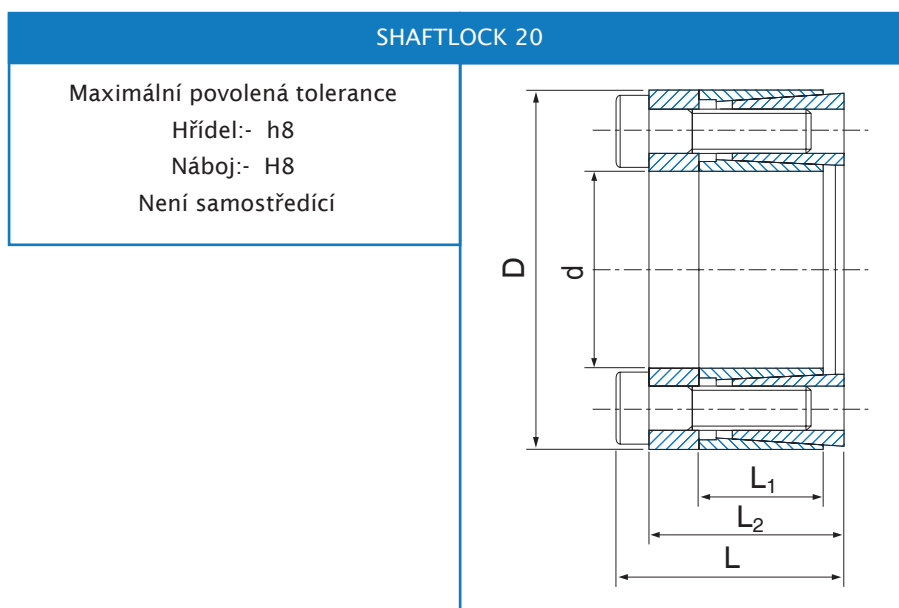 SHAFTLOCK 20
Maximální povolená tolerance
Hřídel:- h8
Náboj:- H8
Není samostředící
D
d
L₁
L₂
L